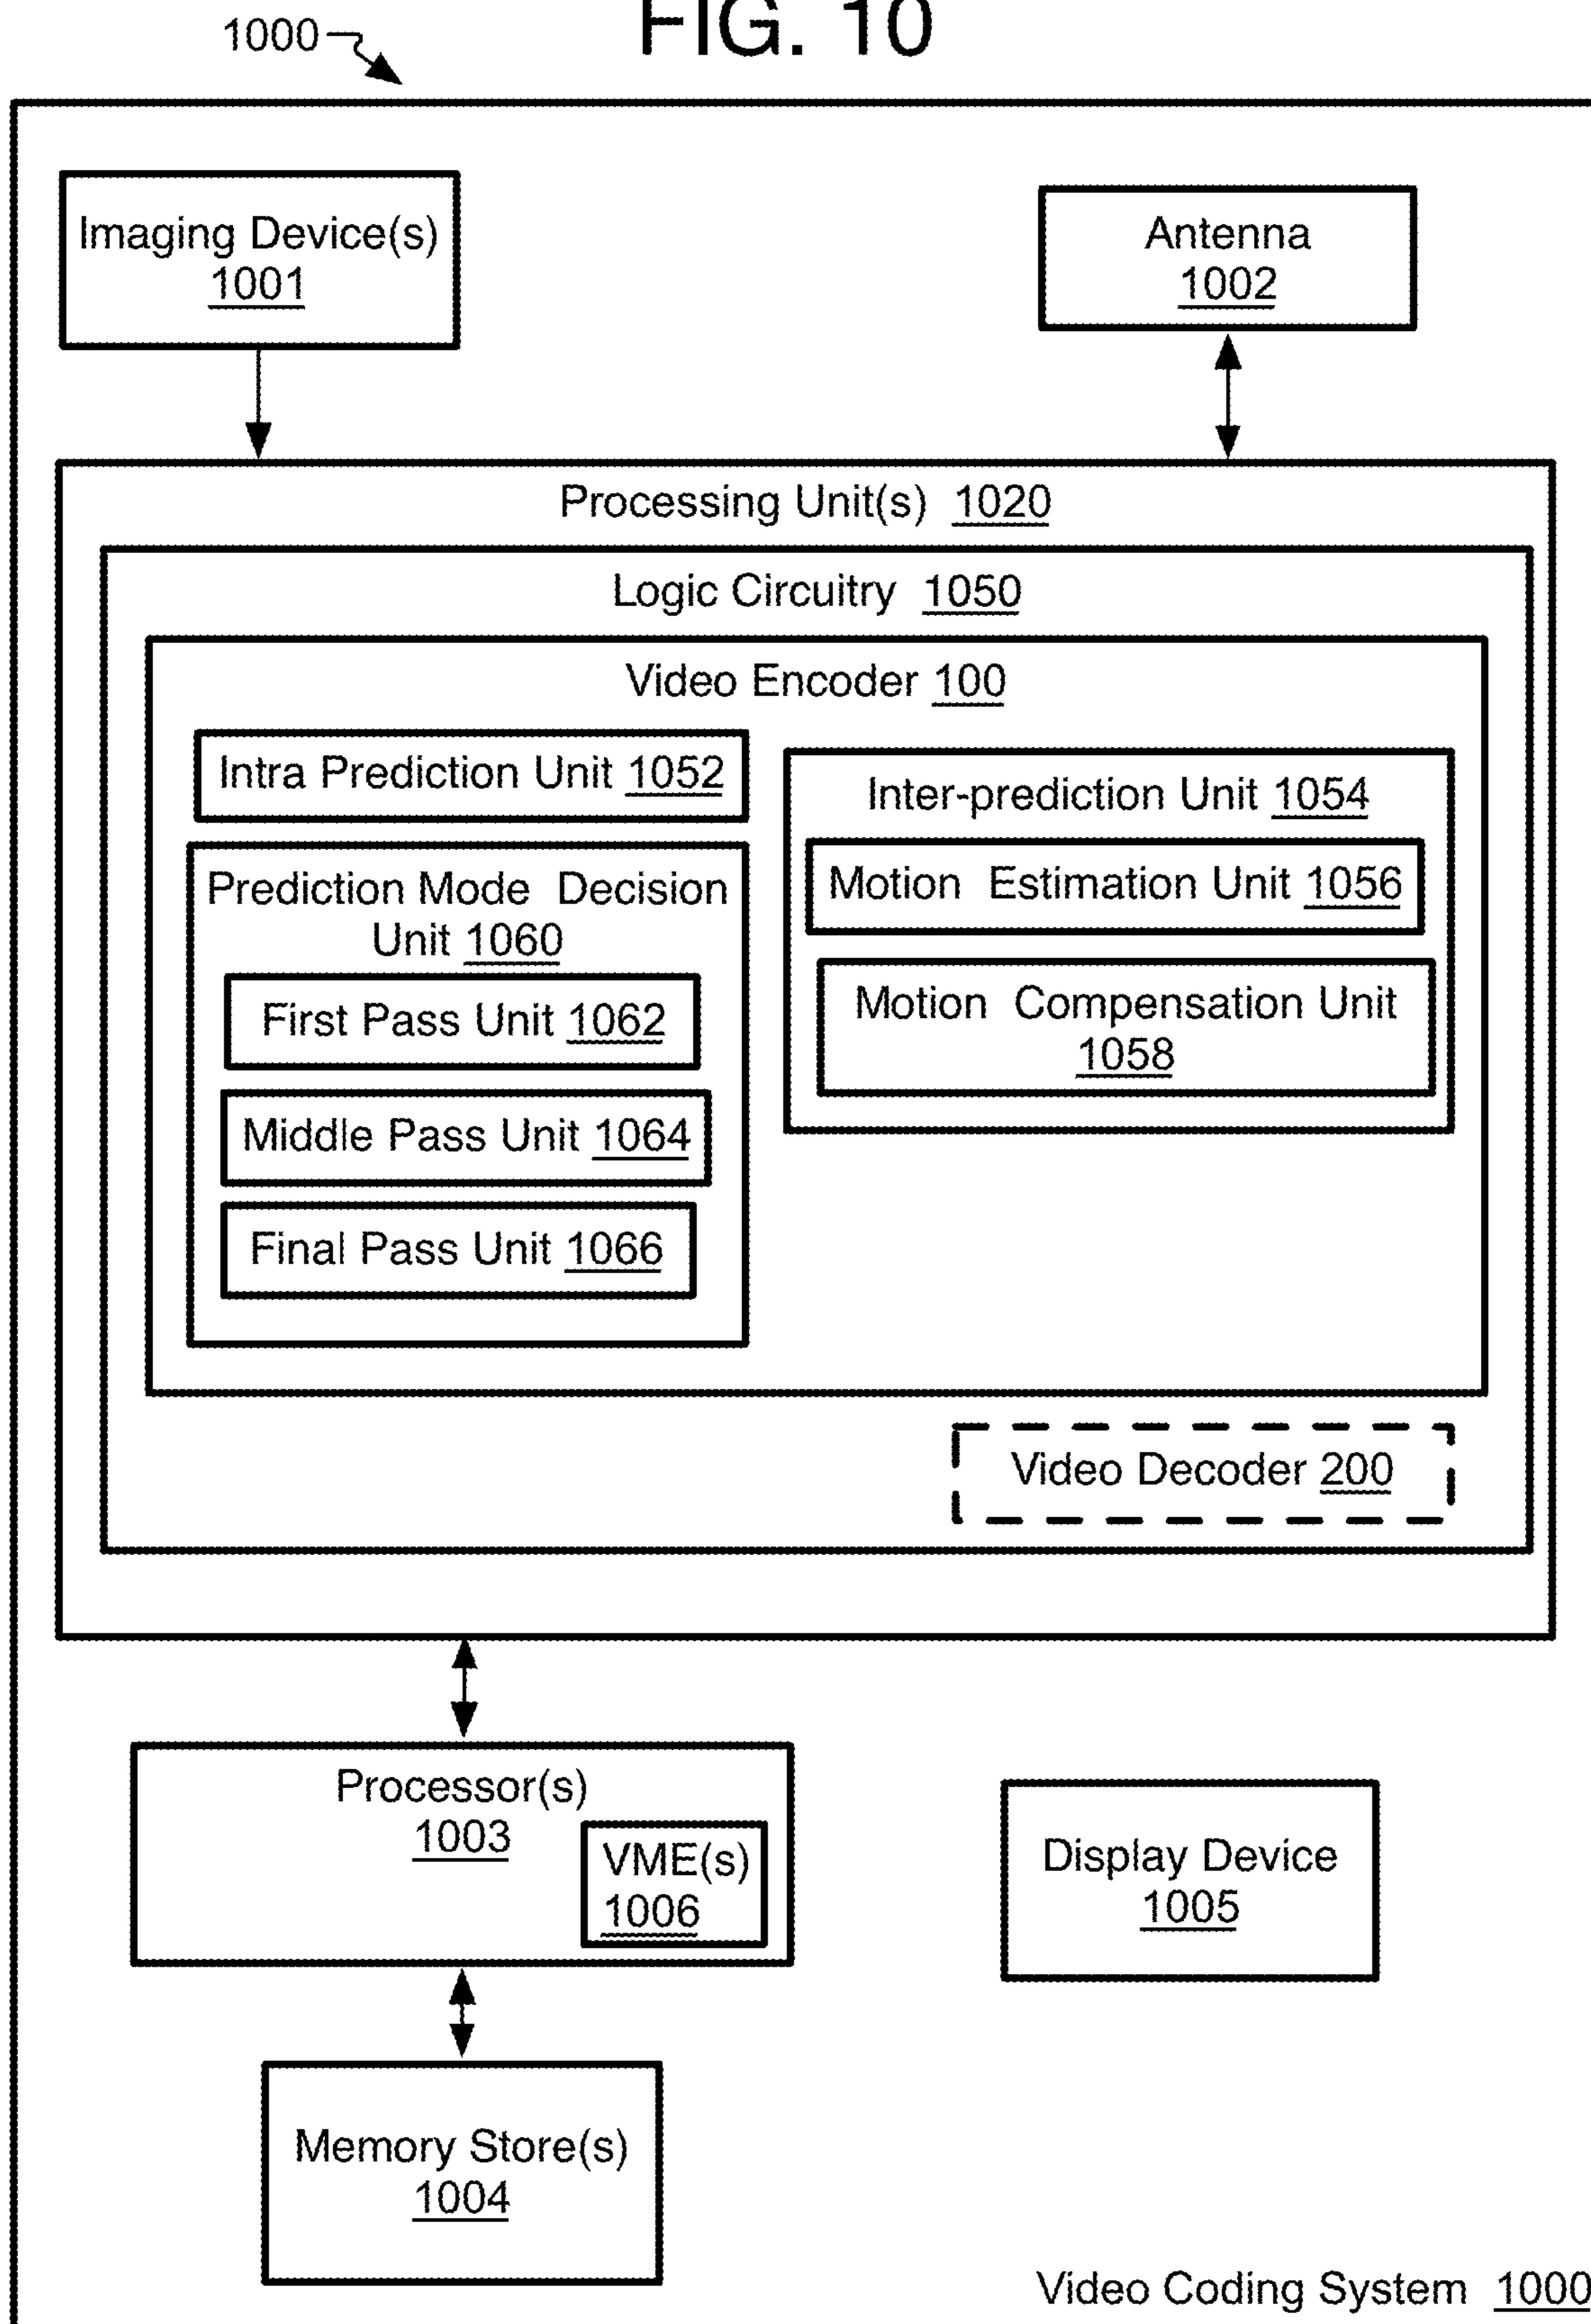 FIG. 10
1000
Imaging Device(s)
1001
Antenna
1002
Processing Unit(s) 1020
Logic Circuitry 1050
Video Encoder 100
Intra Prediction Unit 1052
Prediction Mode Decision
Unit 1060
First Pass Unit 1062
Middle Pass Unit 1064
Final Pass Unit 1066
Inter-prediction Unit 1054
Motion Estimation Unit 1056
Motion Compensation Unit
1058
Video Decoder 200
Processor(s)
1003
VME(s)
1006
Display Device
1005
Memory Store(s)
1004
Video Coding System 1000